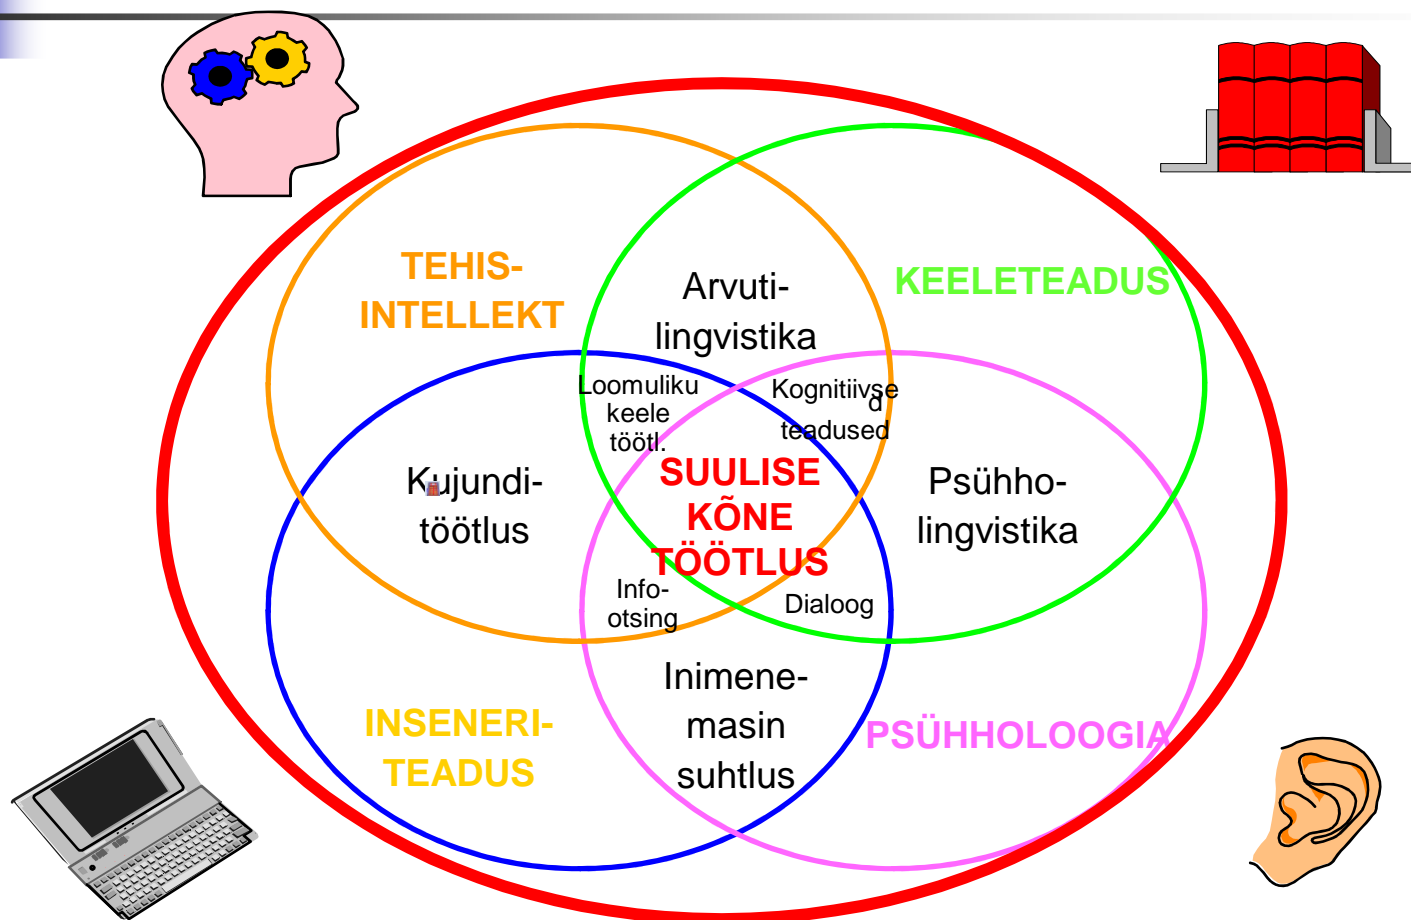 TEHIS-
INTELLEKT
Arvuti-
lingvistika
KEELETEADUS
Loomuliku
keele
töötl.
Kognitiivse
d
teadused
Kujundi-
töötlus
SUULISE
KÕNE
TÖÖTLUS
Psühho-
lingvistika
Info-
otsing
Dialoog
Inimene-
masin
suhtlus
INSENERI-
TEADUS
PSÜHHOLOOGIA